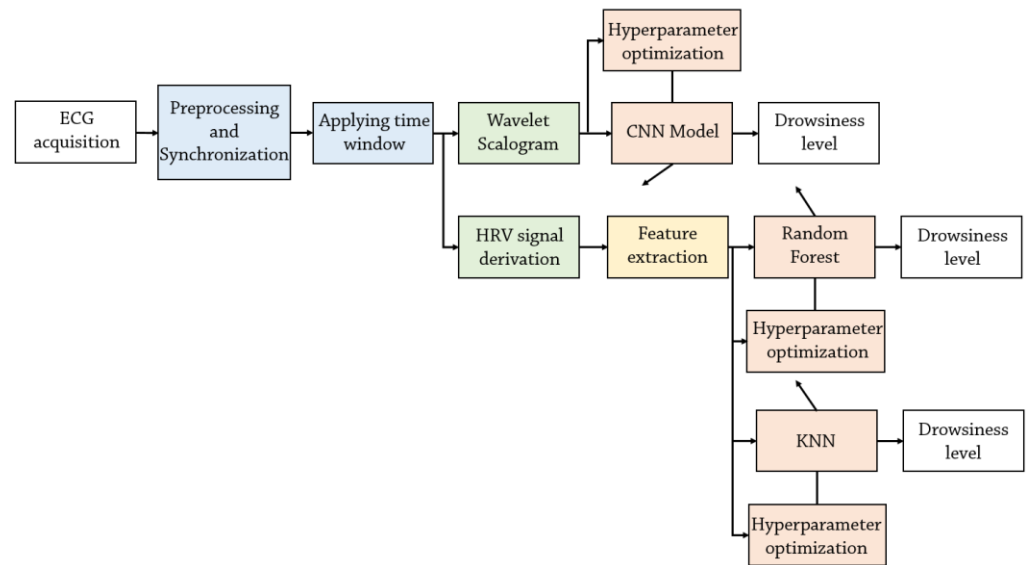 Hyperparameter
optimization
ECG
acquisition
Preprocessing
and
Synchronization
Applying time
window
Wavelet
Scalogram
CNN Model
Drowsiness
level
HRV signal
derivation
Feature
extraction
Random
Forest
Drowsiness
level
Hyperparameter
optimization
KNN
Drowsiness
level
Hyperparameter
optimization